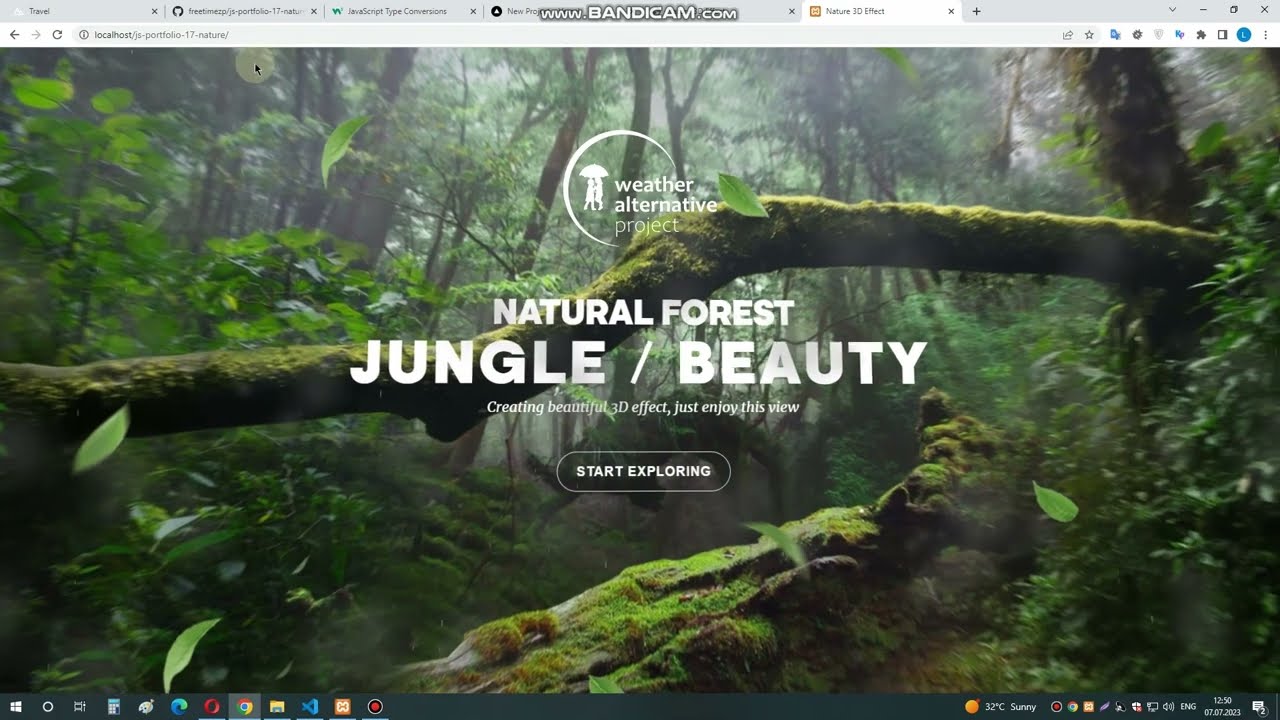 Travel
freetimezp/js-portfolio-17-nature
JavaScript Type Conversions
New Proj
www.BANDICAM.com
Nature 3D Effect
localhost/js-portfolio-17-nature/
weather
alternative
project
NATURAL FOREST
JUNGLE / BEAUTY
Creating beautiful 3D effect, just enjoy this view
START EXPLORING
32°C Sunny
ENG
12:50
07.07.2023